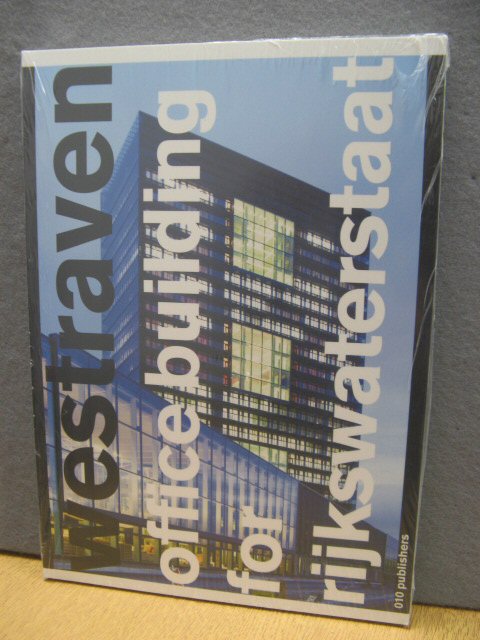 westraven
office building
for
rijkswaterstaat
010 publishers